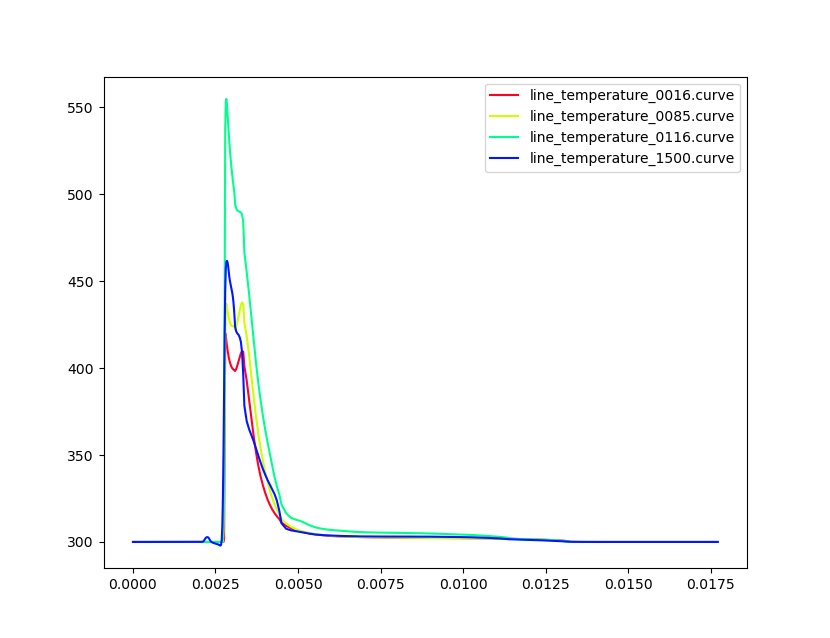 line_temperature_0016.curve
line_temperature_0085.curve
line_temperature_0116.curve
line_temperature_1500.curve
550
500
450
400
350
300
0.0000 0.0025 0.0050 0.0075 0.0100 0.0125 0.0150 0.0175